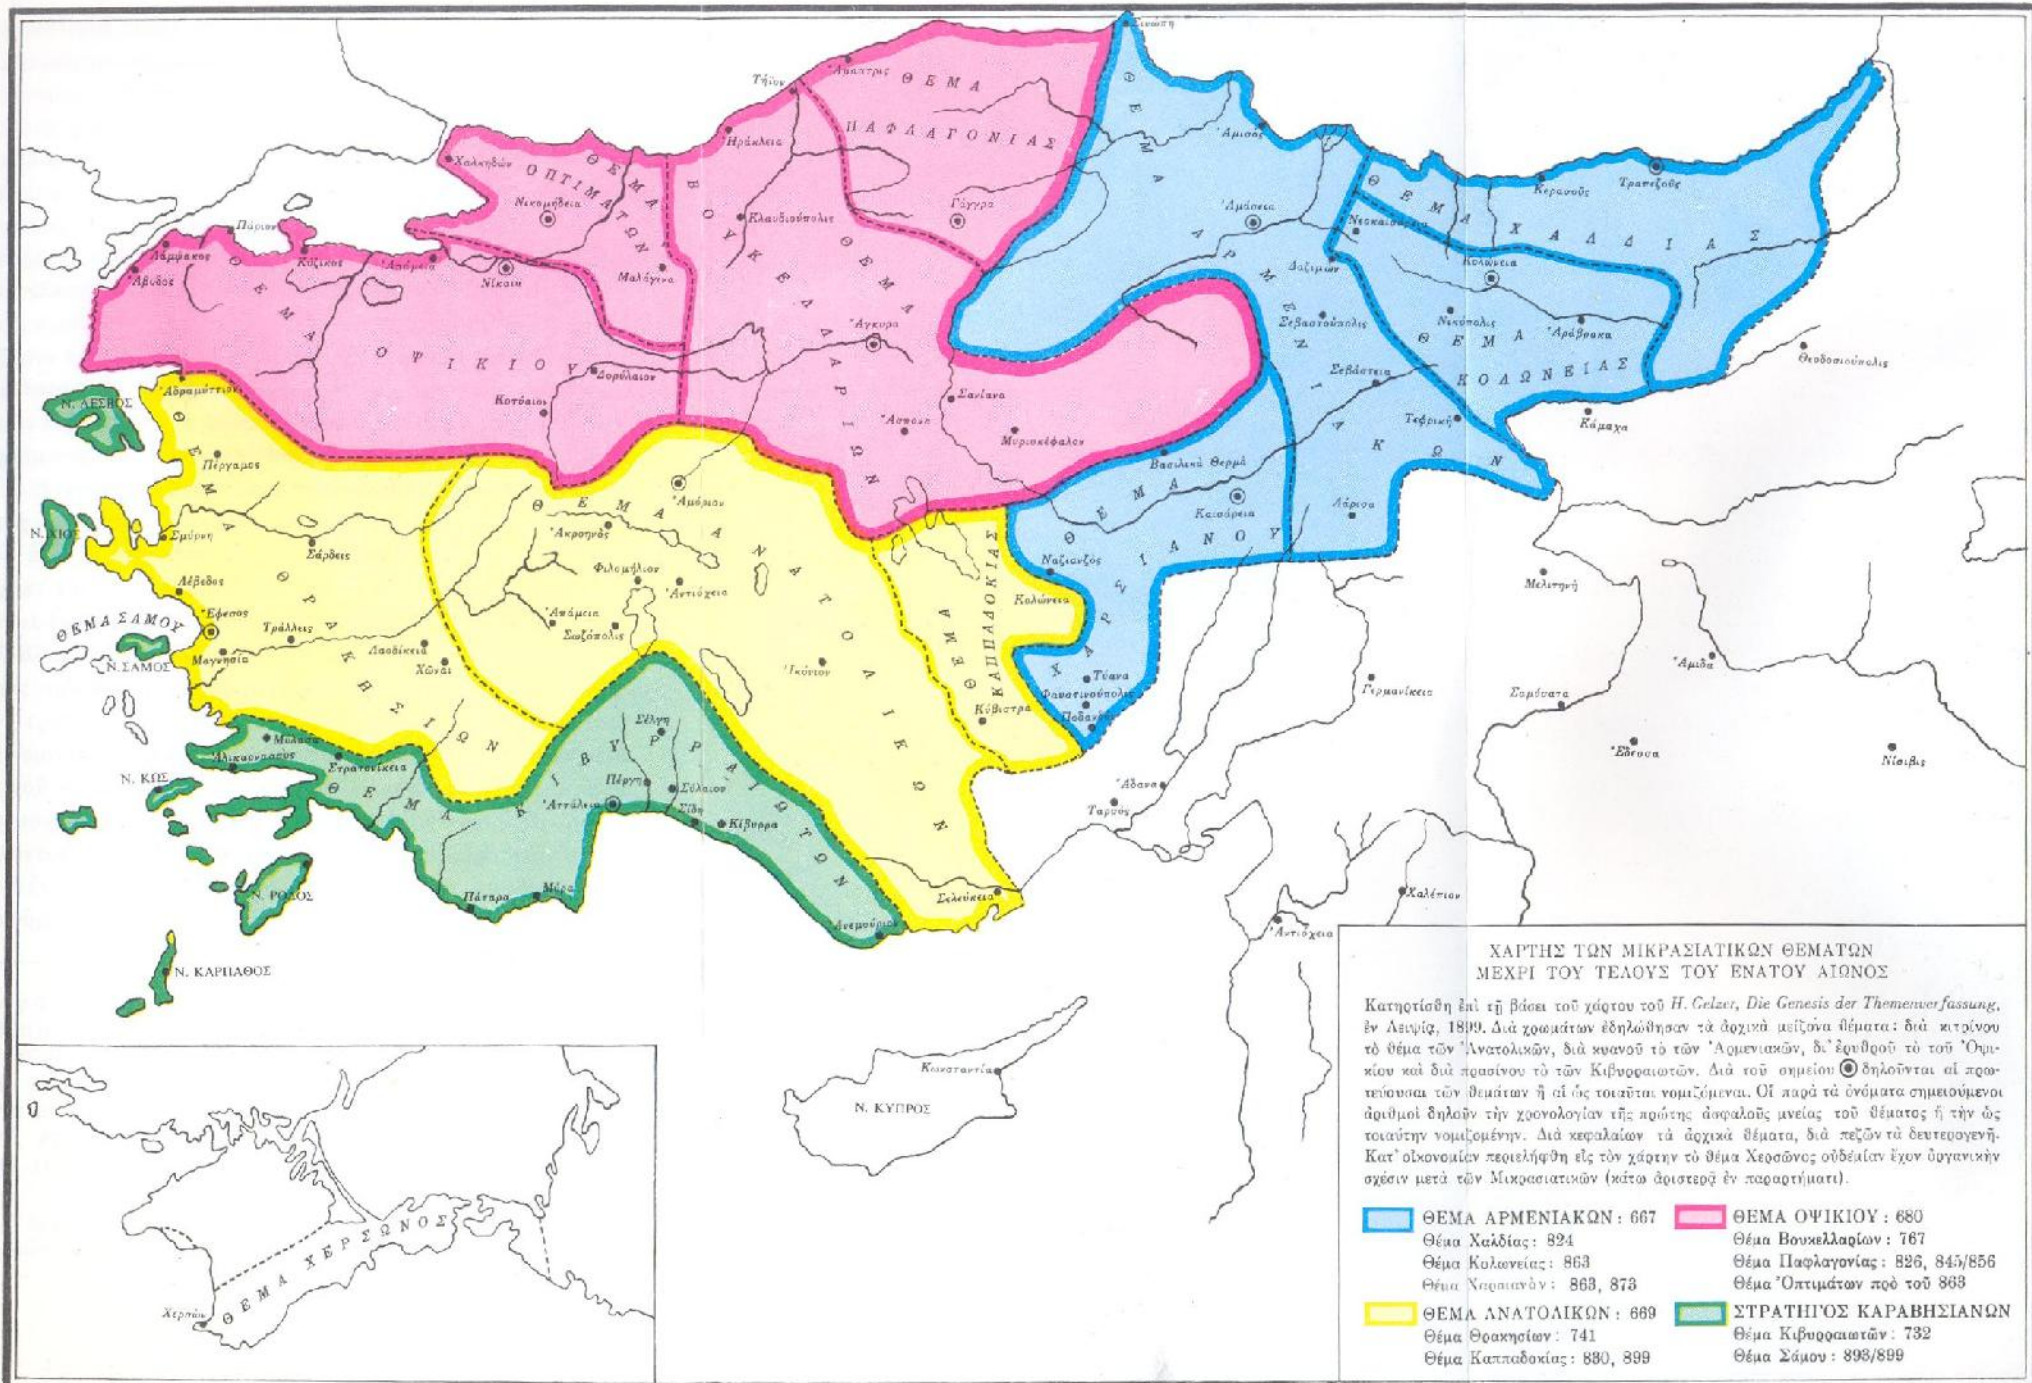 Σινώπη
Ἄμαστρις
Τήϊον
ΘΕΜΑ
ΠΑΦΛΑΓΟΝΙΑΣ
Ἡράκλεια
Χαλκηδών
ΘΕΜΑ
ΟΠΤΙΜΑΤΩΝ
Νικομήδεια
Κλαυδιούπολις
Γάγγρα
ΘΕΜΑ
ΒΟΥΚΕΛΛΑΡΙΩΝ
Μαλάγινα
Πάριον
Λάμψακος
Ἄβυδος
Κύζικος
Ἀπάμεια
Νίκαια
ΘΕΜΑ
ΟΨΙΚΙΟΥ
Δορύλαιον
Κοτύαιον
Ἄγκυρα
Ἄσπονη
Σανίανα
Μυριοκέφαλον
ΘΕΜΑ
ΑΡΜΕΝΙΑΚΩΝ
Ἀμισός
Ἀμάσεια
Δαζιμών
Σεβαστούπολις
Σεβάστεια
Τεφρική
Λάρισα
ΘΕΜΑ ΧΑΛΔΙΑΣ
Κερασοῦς
Τραπεζοῦς
Νεοκαισάρεια
Κολώνεια
Νικόπολις
Ἀράβρακα
ΘΕΜΑ
ΚΟΛΩΝΕΙΑΣ
Θεοδοσιούπολις
Κάμαχα
Βασιλικὰ Θερμὰ
ΘΕΜΑ
ΧΑΡΣΙΑΝΟΥ
Καισάρεια
Ναζιανζός
Τύανα
Φαυστινούπολις
Ποδανδός
Ἀδραμύττιον
Ν. ΛΕΣΒΟΣ
Πέργαμος
ΘΕΜΑ
ΘΡΑΚΗΣΙΩΝ
Ν. ΧΙΟΣ
Σμύρνη
Σάρδεις
Λέβεδος
Ἔφεσος
Τράλλεις
Μαγνησία
Λαοδίκεια
Χῶναι
ΘΕΜΑ ΣΑΜΟΥ
Ν. ΣΑΜΟΣ
ΘΕΜΑ ΑΝΑΤΟΛΙΚΩΝ
Ἀμόριον
Ἀκροηνὸς
Φιλομήλιον
Ἀντιόχεια
Ἀπάμεια
Σωζόπολις
Ἰκόνιον
Σελεύκεια
ΘΕΜΑ
ΚΑΠΠΑΔΟΚΙΑΣ
Κολώνεια
Κύβιστρα
Μύλασα
Ἁλικαρνασσός
Στρατονίκεια
ΘΕΜΑ ΚΙΒΥΡΡΑΙΩΤΩΝ
Σέλγη
Πέργη
Σύλαιον
Ἀττάλεια
Σίδη
Κίβυρρα
Πάταρα
Μύρα
Ἀνεμούριον
Ν. ΚΩΣ
Ν. ΡΟΔΟΣ
Ν. ΚΑΡΠΑΘΟΣ
Μελιτηνή
Ἄμιδα
Γερμανίκεια
Σαμόσατα
Ἔδεσσα
Νίσιβις
Ἄδανα
Ταρσός
Χαλέπιον
Ἀντιόχεια
Κωνσταντία
Ν. ΚΥΠΡΟΣ
ΘΕΜΑ ΧΕΡΣΩΝΟΣ
Χερσών
ΧΑΡΤΗΣ ΤΩΝ ΜΙΚΡΑΣΙΑΤΙΚΩΝ ΘΕΜΑΤΩΝ
ΜΕΧΡΙ ΤΟΥ ΤΕΛΟΥΣ ΤΟΥ ΕΝΑΤΟΥ ΑΙΩΝΟΣ
Κατηρτίσθη ἐπὶ τῇ βάσει τοῦ χάρτου τοῦ H. Gelzer, Die Genesis der Themenverfassung,
ἐν Λειψίᾳ, 1899. Διὰ χρωμάτων ἐδηλώθησαν τὰ ἀρχικὰ μείζονα θέματα: διὰ κιτρίνου
τὸ θέμα τῶν Ἀνατολικῶν, διὰ κυανοῦ τὸ τῶν Ἀρμενιακῶν, δι' ἐρυθροῦ τὸ τοῦ Ὀψι-
κίου καὶ διὰ πρασίνου τὸ τῶν Κιβυρραιωτῶν. Διὰ τοῦ σημείου δηλοῦνται αἱ πρω-
τεύουσαι τῶν θεμάτων ἢ αἱ ὡς τοιαῦται νομιζόμεναι. Οἱ παρὰ τὰ ὀνόματα σημειούμενοι
ἀριθμοὶ δηλοῦν τὴν χρονολογίαν τῆς πρώτης ἀσφαλοῦς μνείας τοῦ θέματος ἢ τὴν ὡς
τοιαύτην νομιζομένην. Διὰ κεφαλαίων τὰ ἀρχικὰ θέματα, διὰ πεζῶν τὰ δευτερογενῆ.
Κατ' οἰκονομίαν περιελήφθη εἰς τὸν χάρτην τὸ θέμα Χερσῶνος οὐδεμίαν ἔχον ὀργανικὴν
σχέσιν μετὰ τῶν Μικρασιατικῶν (κάτω ἀριστερᾷ ἐν παραρτήματι).
ΘΕΜΑ ΑΡΜΕΝΙΑΚΩΝ : 667
Θέμα Χαλδίας : 824
Θέμα Κολωνείας : 863
Θέμα Χαρσιανὸν : 863, 873
ΘΕΜΑ ΑΝΑΤΟΛΙΚΩΝ : 669
Θέμα Θρακησίων : 741
Θέμα Καππαδοκίας : 830, 899
ΘΕΜΑ ΟΨΙΚΙΟΥ : 680
Θέμα Βουκελλαρίων : 767
Θέμα Παφλαγονίας : 826, 845/856
Θέμα Ὀπτιμάτων πρὸ τοῦ 863
ΣΤΡΑΤΗΓΟΣ ΚΑΡΑΒΗΣΙΑΝΩΝ
Θέμα Κιβυρραιωτῶν : 732
Θέμα Σάμου : 893/899